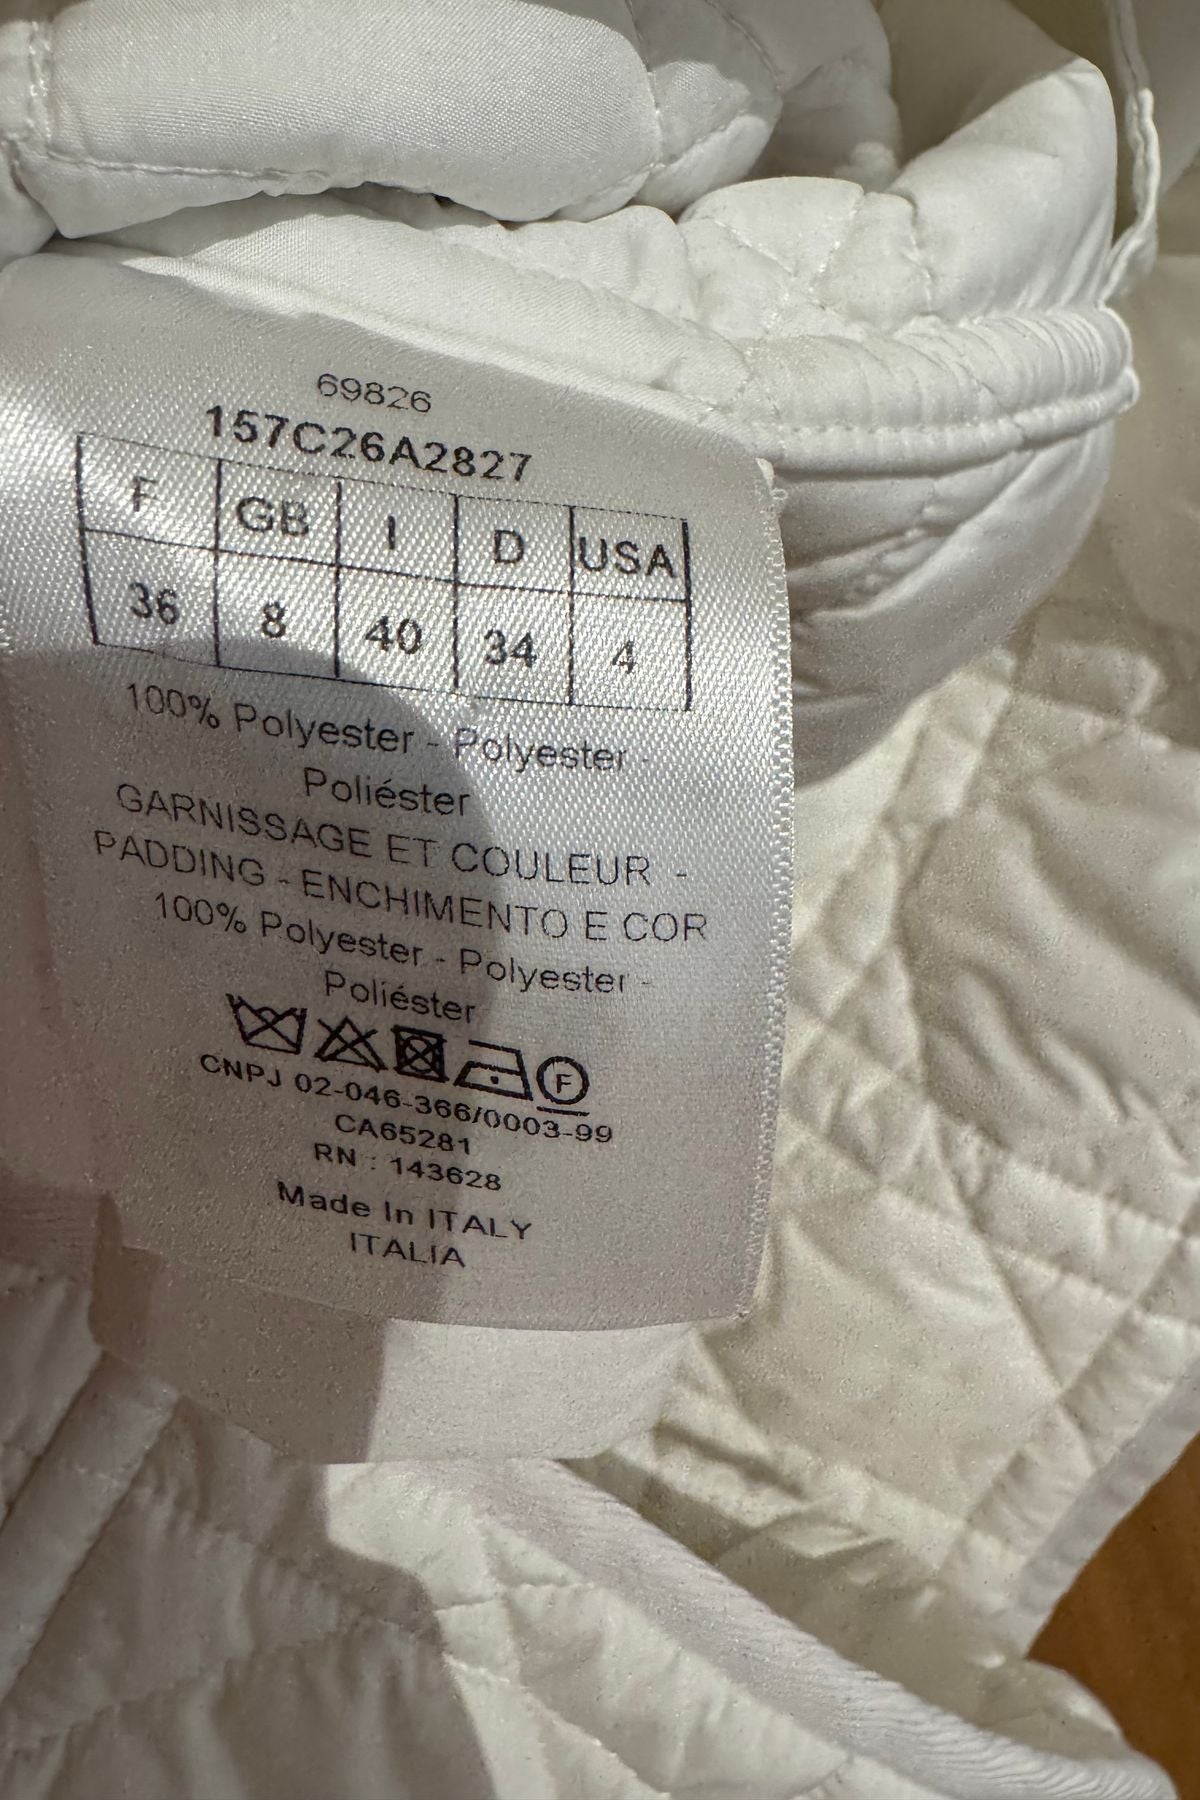 69826
157C26A2827
F GB I D USA
36 8 40 34 4
100% Polyester - Polyester -
Poliéster
GARNISSAGE ET COULEUR -
PADDING - ENCHIMENTO E COR
100% Polyester - Polyester -
Poliéster
F
CNPJ 02-046-366/0003-99
CA65281
RN : 143628
Made In ITALY
ITALIA